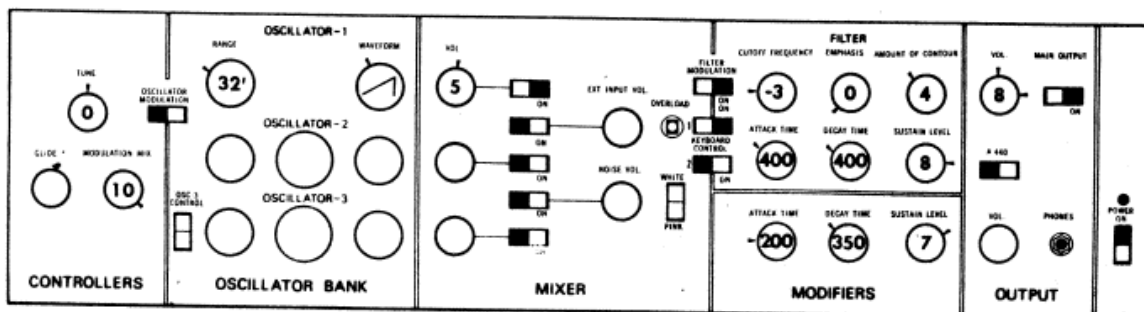 OSCILLATOR-1
RANGE
WAVEFORM
32'
TUNE
0
OSCILLATOR
MODULATION
GLIDE
MODULATION MIX
10
OSCILLATOR-2
OSC 3
CONTROL
OSCILLATOR-3
CONTROLLERS
OSCILLATOR BANK
VOL
5
ON
ON
ON
ON
EXT INPUT VOL.
OVERLOAD
NOISE VOL.
WHITE
PINK
MIXER
FILTER
FILTER
MODULATION
ON
ON
1
KEYBOARD
CONTROL
2
ON
CUTOFF FREQUENCY
EMPHASIS
AMOUNT OF CONTOUR
-3
0
4
ATTACK TIME
DECAY TIME
SUSTAIN LEVEL
400
400
8
ATTACK TIME
DECAY TIME
SUSTAIN LEVEL
200
350
7
MODIFIERS
VOL.
MAIN OUTPUT
8
ON
A 440
VOL.
PHONES
OUTPUT
POWER
ON